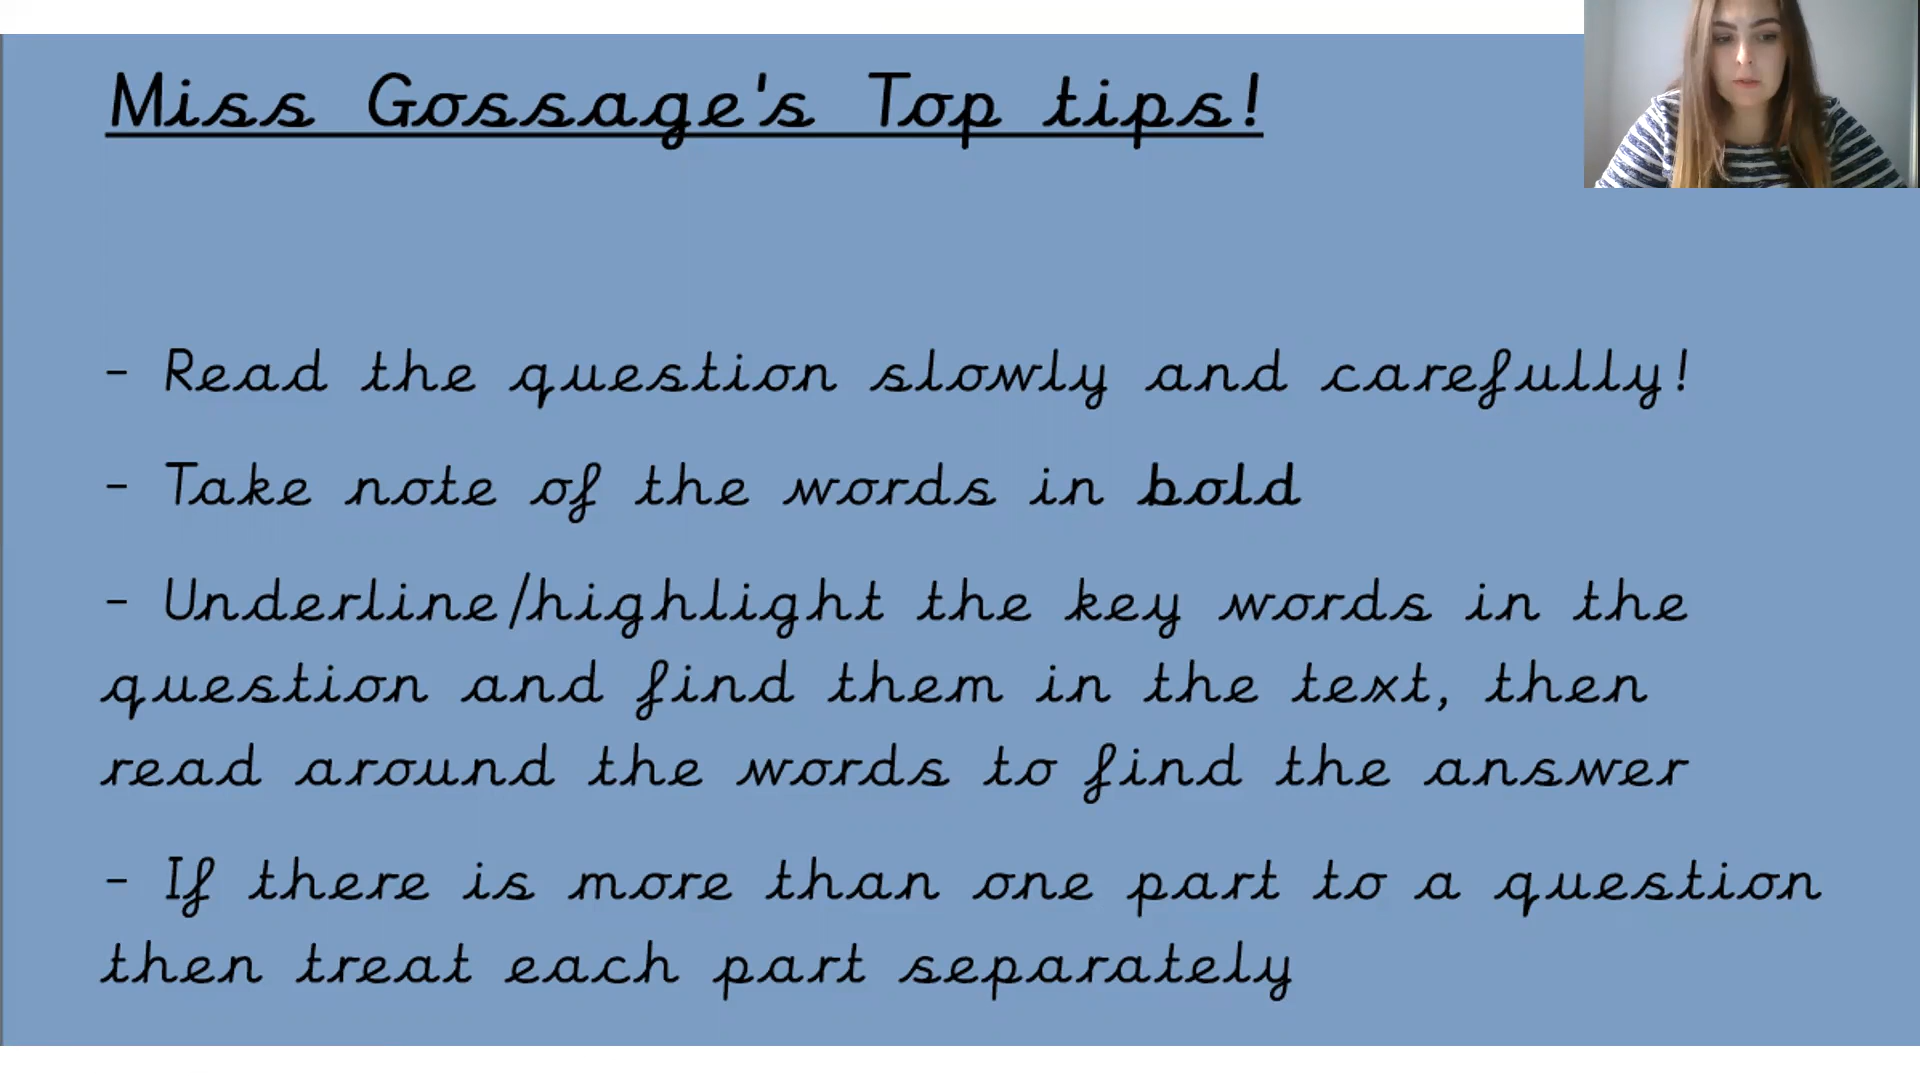 Miss Gossage's Top tips!
- Read the question slowly and carefully!
- Take note of the words in bold
- Underline/highlight the key words in the
question and find them in the text, then
read around the words to find the answer
- If there is more than one part to a question
then treat each part separately